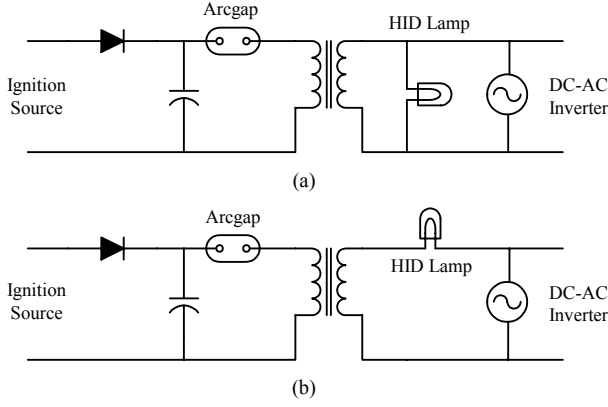 Arcgap
HID Lamp
Ignition
Source
DC-AC
Inverter
(a)
Arcgap
HID Lamp
Ignition
Source
DC-AC
Inverter
(b)